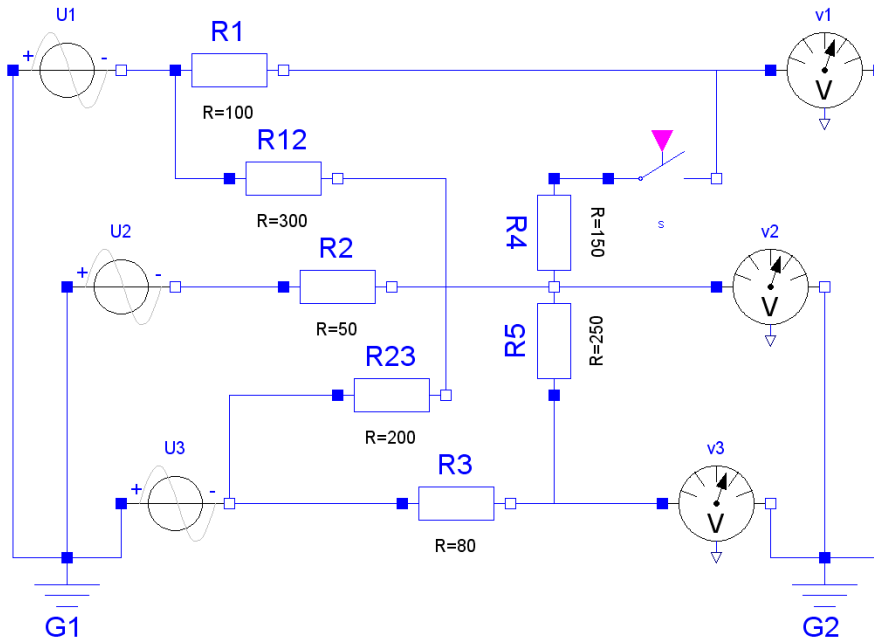 U1
v1
+ -
R1
V
R=100
R12
R=300
R4
R=150
s
U2
v2
+ -
R2
V
R=50
R5
R=250
R23
R=200
U3
v3
+ -
R3
V
R=80
G1
G2